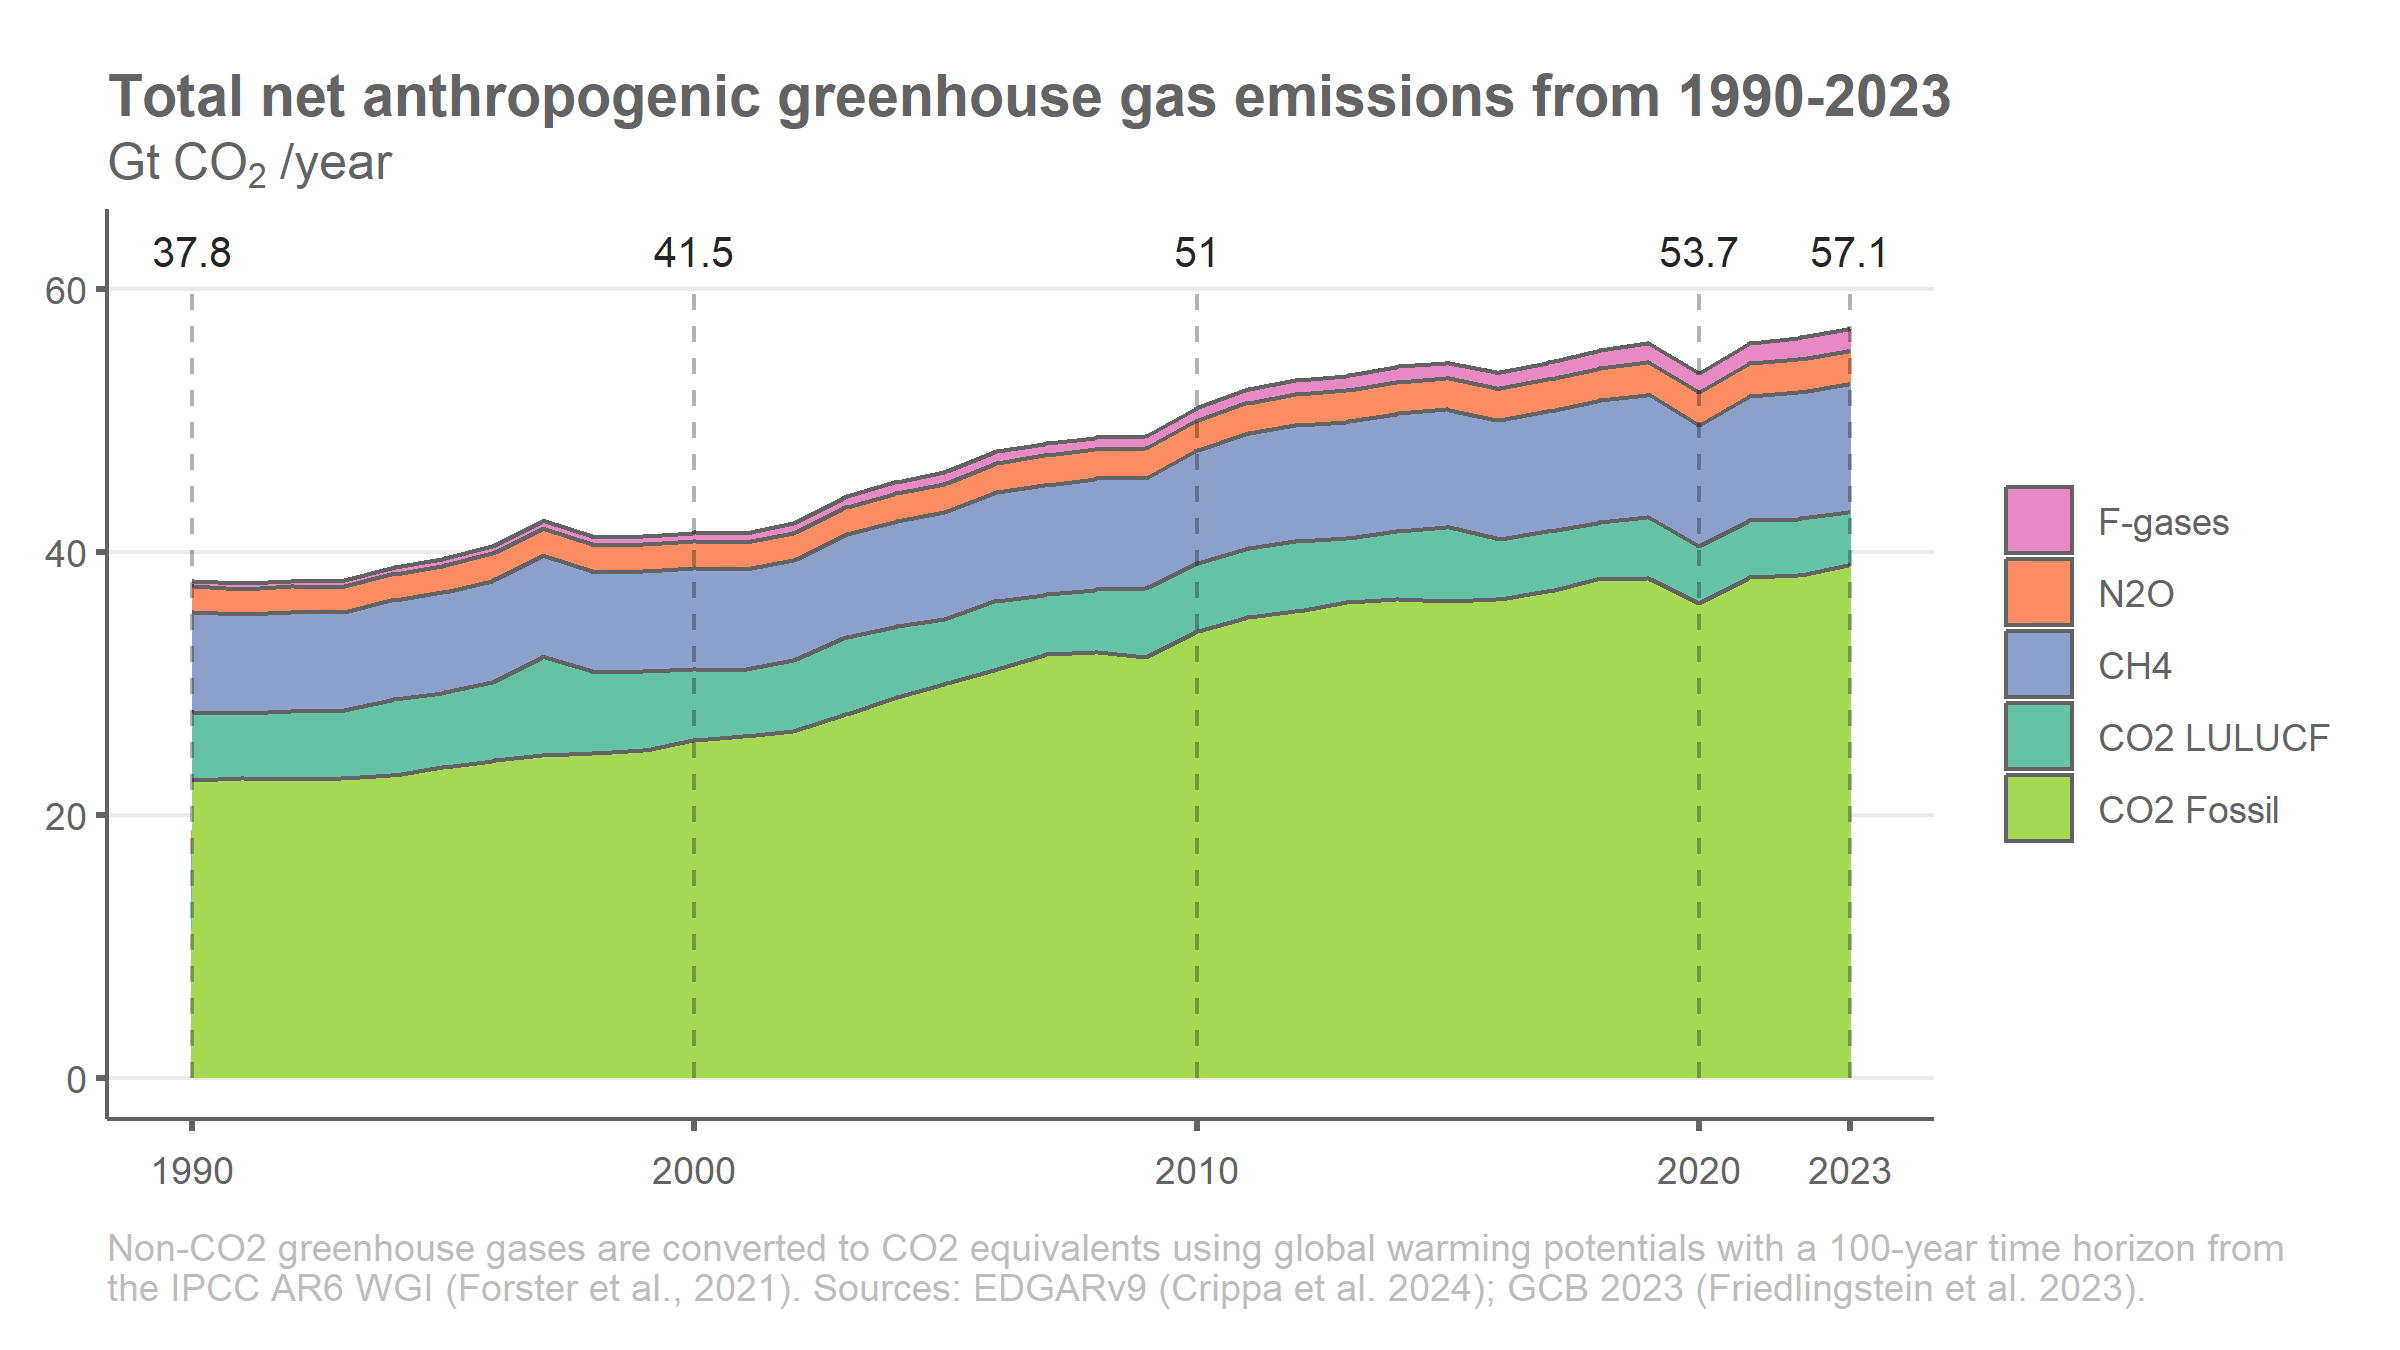 Total net anthropogenic greenhouse gas emissions from 1990-2023
Gt CO₂ /year
37.8 41.5 51 53.7 57.1
60
40
20
0
F-gases
N2O
CH4
CO2 LULUCF
CO2 Fossil
1990 2000 2010 2020 2023
Non-CO2 greenhouse gases are converted to CO2 equivalents using global warming potentials with a 100-year time horizon from
the IPCC AR6 WGI (Forster et al., 2021). Sources: EDGARv9 (Crippa et al. 2024); GCB 2023 (Friedlingstein et al. 2023).